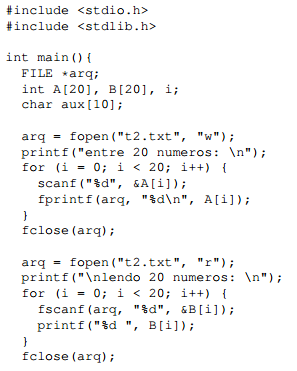 #include <stdio.h>
#include <stdlib.h>

int main(){
  FILE *arq;
  int A[20], B[20], i;
  char aux[10];

  arq = fopen("t2.txt", "w");
  printf("entre 20 numeros: \n");
  for (i = 0; i < 20; i++) {
    scanf("%d", &A[i]);
    fprintf(arq, "%d\n", A[i]);
  }
  fclose(arq);

  arq = fopen("t2.txt", "r");
  printf("\nlendo 20 numeros: \n");
  for (i = 0; i < 20; i++) {
    fscanf(arq, "%d", &B[i]);
    printf("%d ", B[i]);
  }
  fclose(arq);